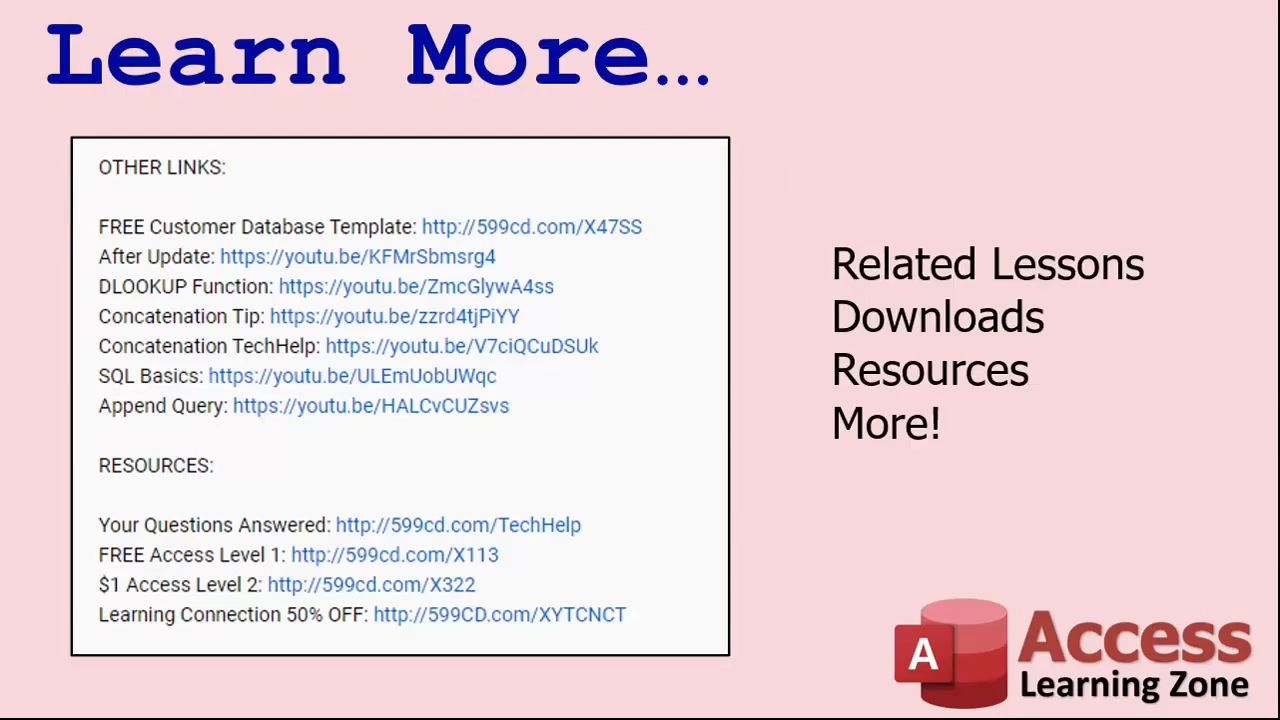 Learn More...
OTHER LINKS:
FREE Customer Database Template: http://599cd.com/X47SS
After Update: https://youtu.be/KFMrSbmsrg4
DLOOKUP Function: https://youtu.be/ZmcGlywA4ss
Concatenation Tip: https://youtu.be/zzrd4tjPiYY
Concatenation TechHelp: https://youtu.be/V7ciQCuDSUk
SQL Basics: https://youtu.be/ULEmUobUWqc
Append Query: https://youtu.be/HALCvCUZsvs
RESOURCES:
Your Questions Answered: http://599cd.com/TechHelp
FREE Access Level 1: http://599cd.com/X113
$1 Access Level 2: http://599cd.com/X322
Learning Connection 50% OFF: http://599CD.com/XYTCNCT
Related Lessons
Downloads
Resources
More!
A
Access
Learning Zone